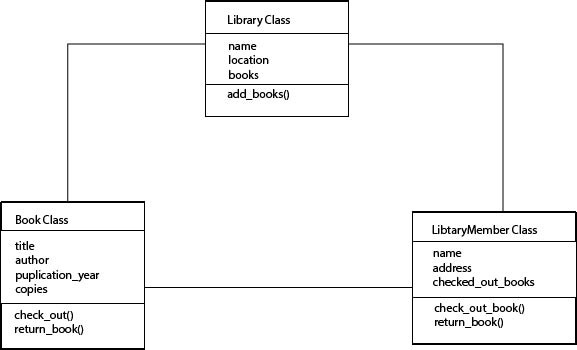 Library Class
name
location
books
add_books()
Book Class
title
author
puplication_year
copies
check_out()
return_book()
LibtaryMember Class
name
address
checked_out_books
check_out_book()
return_book()